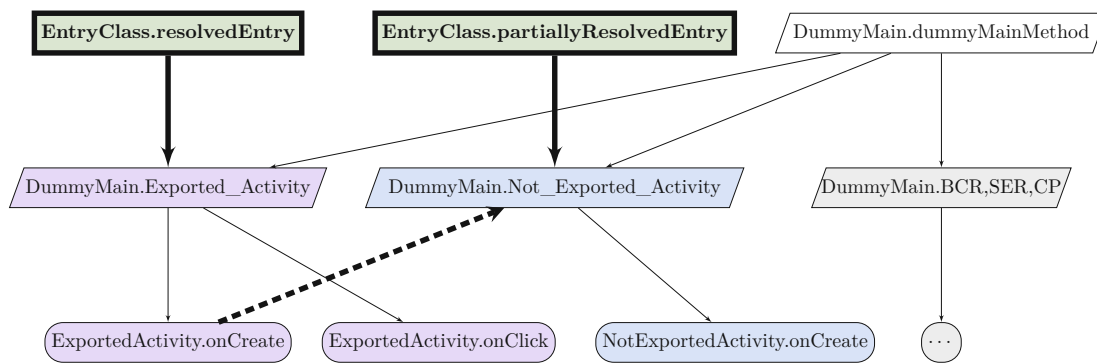 EntryClass.resolvedEntry
EntryClass.partiallyResolvedEntry
DummyMain.dummyMainMethod
DummyMain.Exported_Activity
DummyMain.Not_Exported_Activity
DummyMain.BCR,SER,CP
ExportedActivity.onCreate
ExportedActivity.onClick
NotExportedActivity.onCreate
...